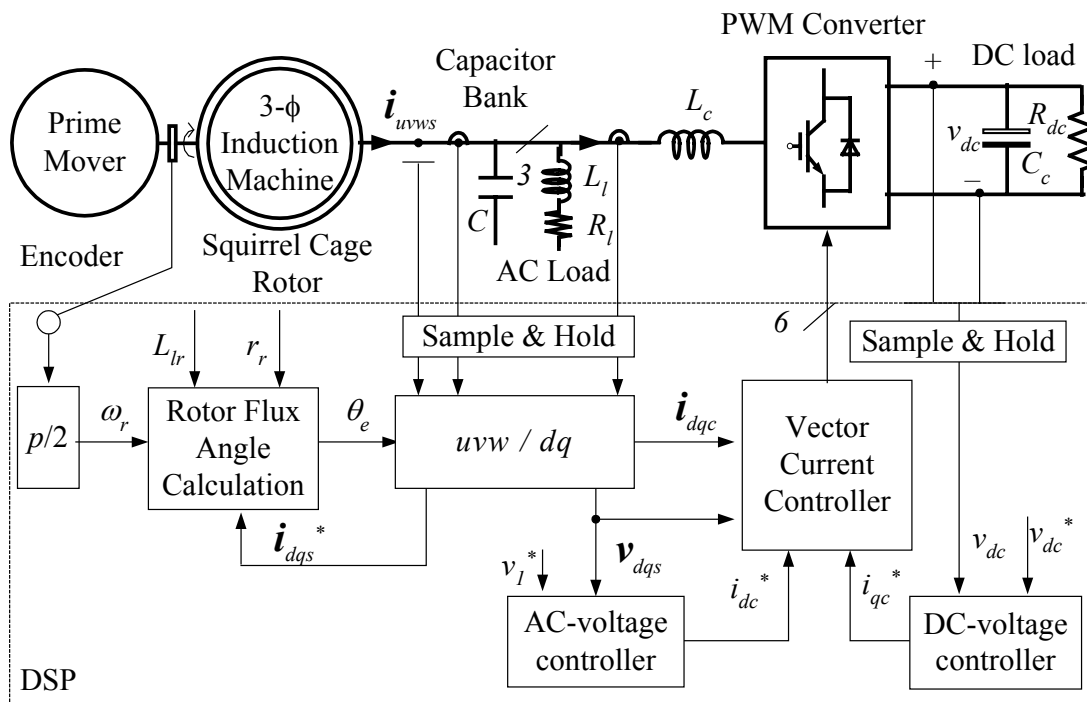 PWM Converter
Prime
Mover
3-ϕ
Induction
Machine
i_uvws
Capacitor
Bank
L_c
+
DC load
v_dc
R_dc
C_c
−
3
C
L_l
R_l
AC Load
Encoder
Squirrel Cage
Rotor
L_lr
r_r
Sample & Hold
6
Sample & Hold
p/2
ω_r
Rotor Flux
Angle
Calculation
θ_e
uvw / dq
i_dqc
Vector
Current
Controller
i_dqs*
v_1*
v_dqs
i_dc*
i_qc*
v_dc
v_dc*
AC-voltage
controller
DC-voltage
controller
DSP